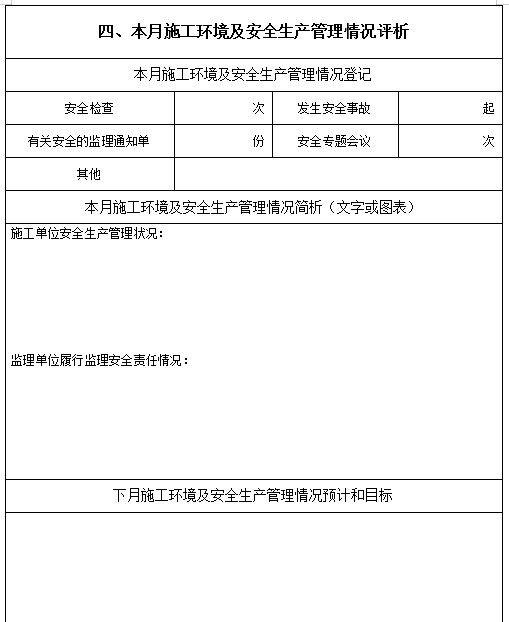 四、本月施工环境及安全生产管理情况评析
本月施工环境及安全生产管理情况登记
安全检查 次 发生安全事故 起
有关安全的监理通知单 份 安全专题会议 次
其他
本月施工环境及安全生产管理情况简析（文字或图表）
施工单位安全生产管理状况：
监理单位履行监理安全责任情况：
下月施工环境及安全生产管理情况预计和目标